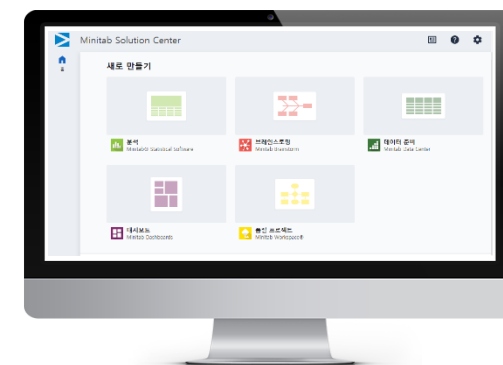 Minitab Solution Center
새로 만들기
분석
Minitab® Statistical Software
브레인스토밍
Minitab Brainstorm
데이터 준비
Minitab Data Center
대시보드
Minitab Dashboards
통신 프로젝트
Minitab Workspace®